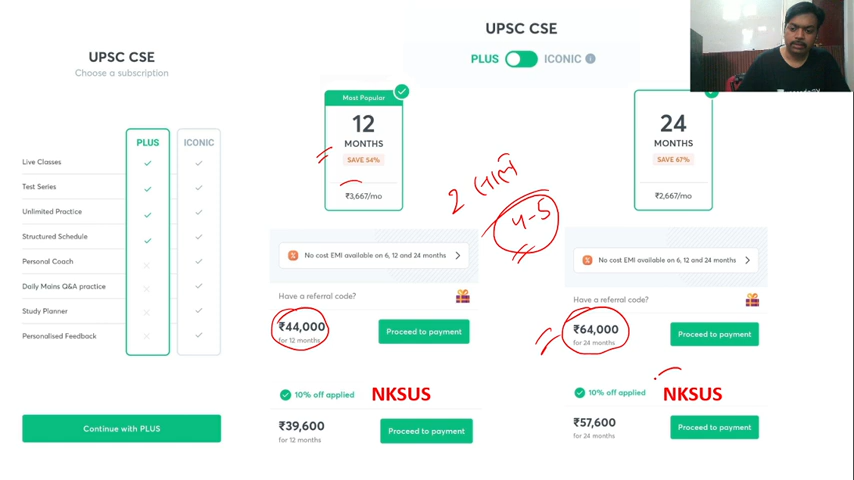 UPSC CSE
Choose a subscription
PLUS
ICONIC
Live Classes
Test Series
Unlimited Practice
Structured Schedule
Personal Coach
Daily Mains Q&A practice
Study Planner
Personalised Feedback
Continue with PLUS
UPSC CSE
PLUS
ICONIC
Most Popular
12
MONTHS
SAVE 54%
₹3,667/mo
No cost EMI available on 6, 12 and 24 months
Have a referral code?
₹44,000
for 12 months
Proceed to payment
10% off applied
NKSUS
₹39,600
for 12 months
Proceed to payment
2
4-5
24
MONTHS
SAVE 67%
₹2,667/mo
No cost EMI available on 6, 12 and 24 months
Have a referral code?
₹64,000
for 24 months
Proceed to payment
10% off applied
NKSUS
₹57,600
for 24 months
Proceed to payment